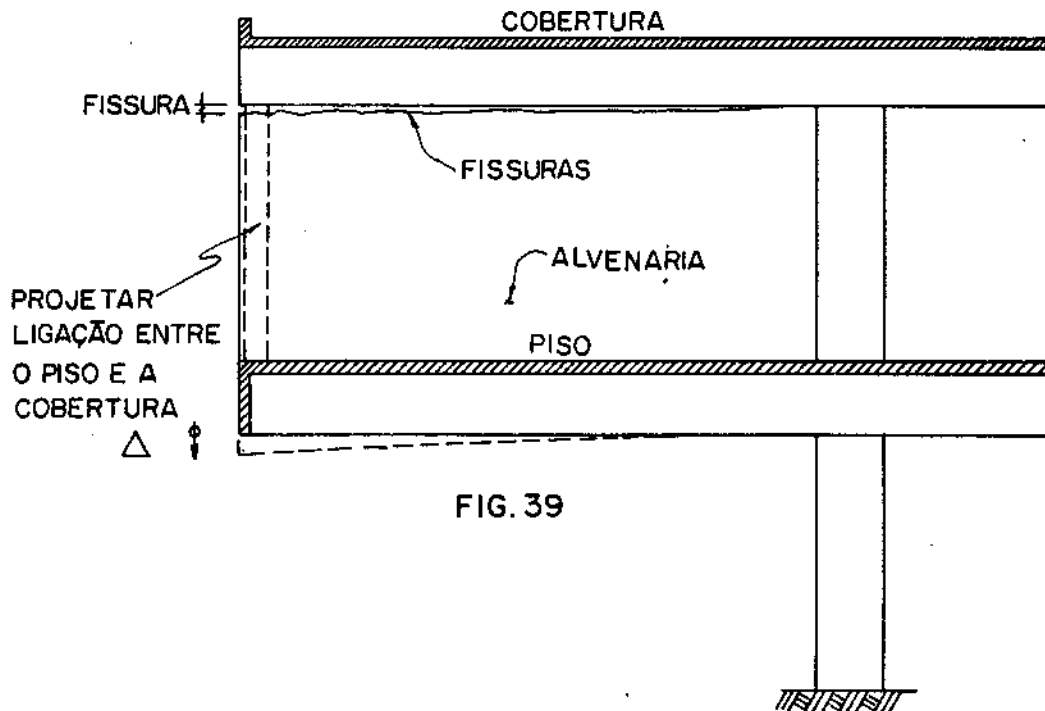 COBERTURA
FISSURA
FISSURAS
ALVENARIA
PROJETAR
LIGAÇÃO ENTRE
O PISO E A
COBERTURA
PISO
Δ
FIG. 39